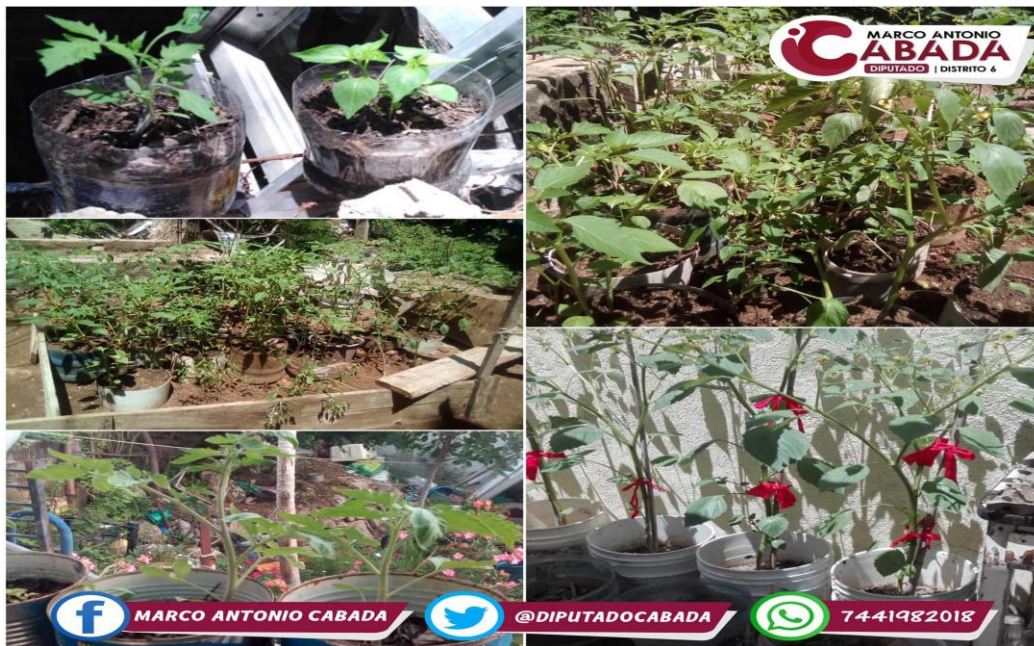 MARCO ANTONIO
CABADA
DIPUTADO | DISTRITO 6
MARCO ANTONIO CABADA
@DIPUTADOCABADA
7441982018